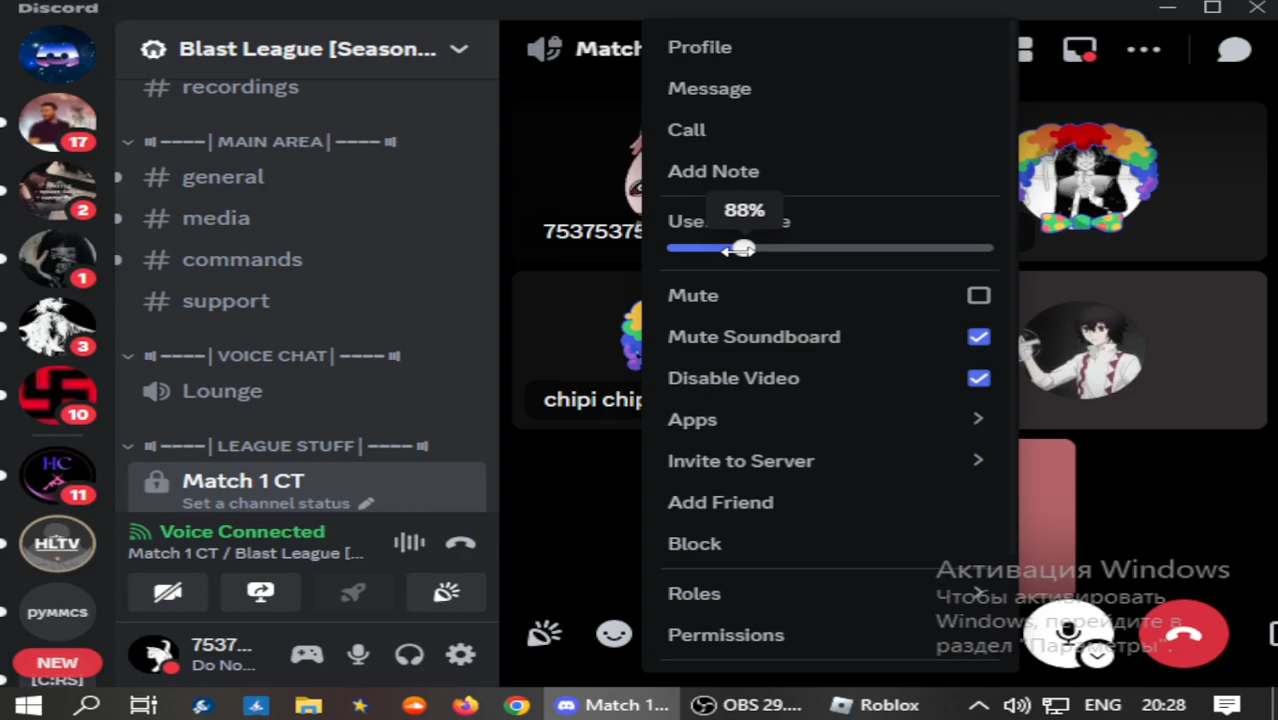 Discord
Blast League [Season...
recordings
----| MAIN AREA|----
general
media
commands
support
----| VOICE CHAT|----
Lounge
----| LEAGUE STUFF|----
Match 1 CT
Set a channel status
Voice Connected
Match 1 CT / Blast League [...
7537...
Do No...
17
2
1
3
10
HC
11
HLTV
руммcs
NEW
[C:RS]
Match
75375375
chipi chip
Profile
Message
Call
Add Note
88%
Use
e
Mute
Mute Soundboard
Disable Video
Apps
Invite to Server
Add Friend
Block
Roles
Permissions
Активация Windows
Чтобы активировать
Windows, перейдите в
раздел "Параметры".
Match 1...
OBS 29....
Roblox
ENG
20:28